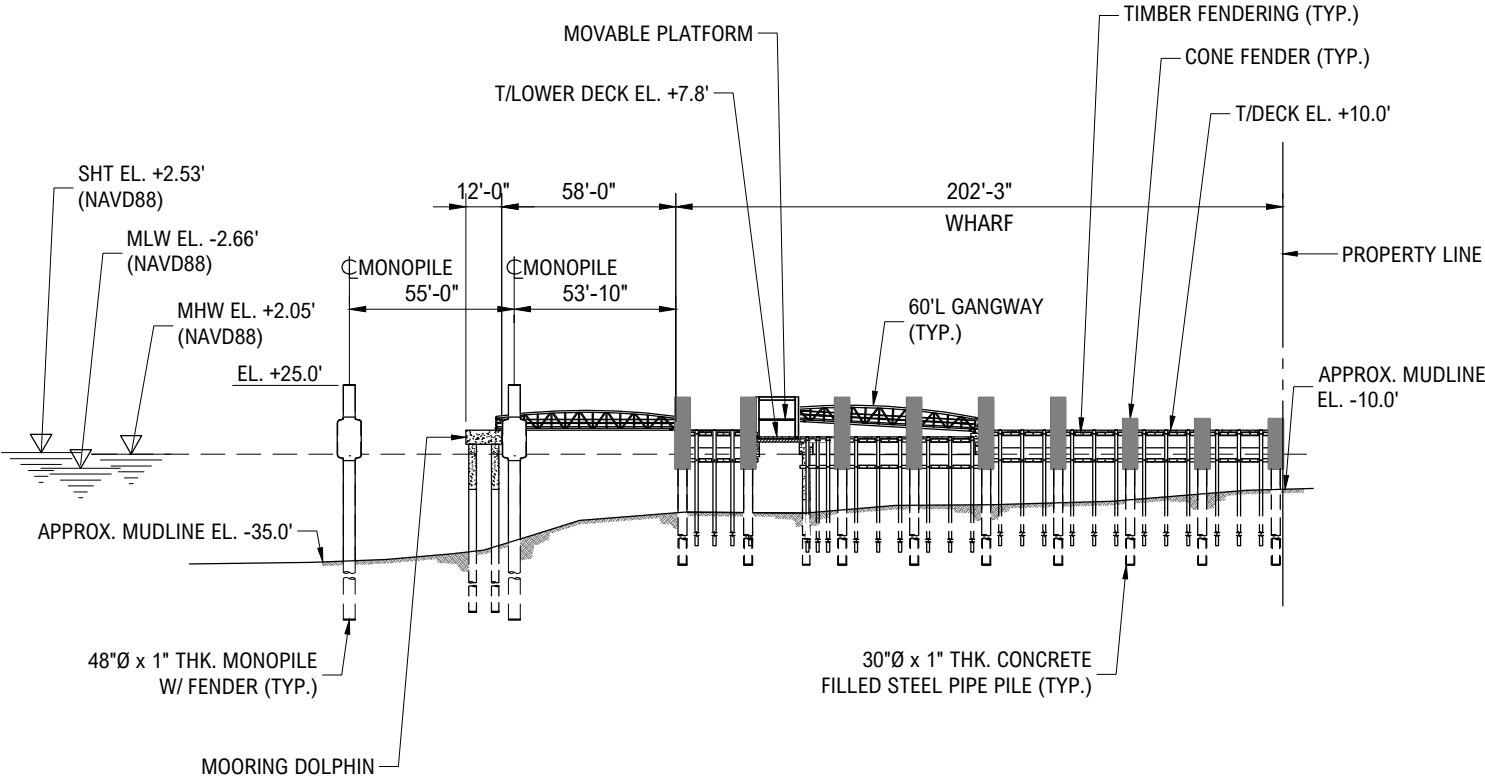 TIMBER FENDERING (TYP.)
MOVABLE PLATFORM
CONE FENDER (TYP.)
T/LOWER DECK EL. +7.8'
T/DECK EL. +10.0'
SHT EL. +2.53'
(NAVD88)
12'-0"
58'-0"
202'-3"
WHARF
MLW EL. -2.66'
(NAVD88)
PROPERTY LINE
℄ MONOPILE
℄ MONOPILE
55'-0"
53'-10"
MHW EL. +2.05'
(NAVD88)
60'L GANGWAY
(TYP.)
EL. +25.0'
APPROX. MUDLINE
EL. -10.0'
APPROX. MUDLINE EL. -35.0'
48"Ø x 1" THK. MONOPILE
W/ FENDER (TYP.)
30"Ø x 1" THK. CONCRETE
FILLED STEEL PIPE PILE (TYP.)
MOORING DOLPHIN